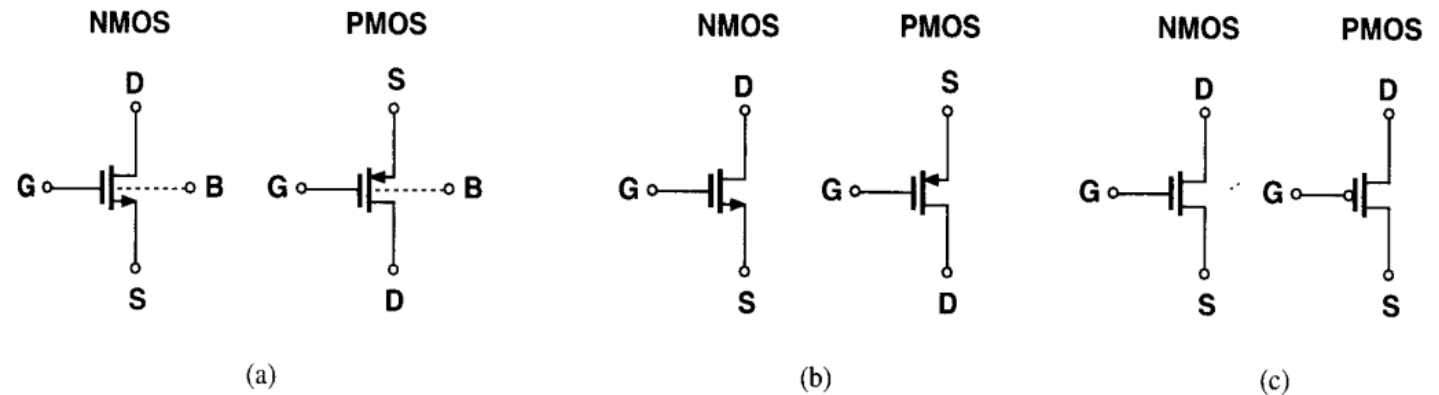 NMOS PMOS NMOS PMOS NMOS PMOS
D S D S D D
G B G B G G G G
S D S D S S
(a) (b) (c)